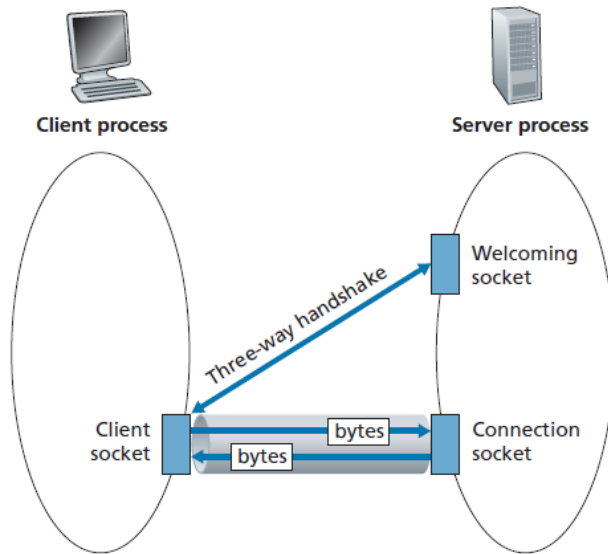 Client process
Server process
Welcoming
socket
Three-way handshake
Client
socket
bytes
bytes
Connection
socket